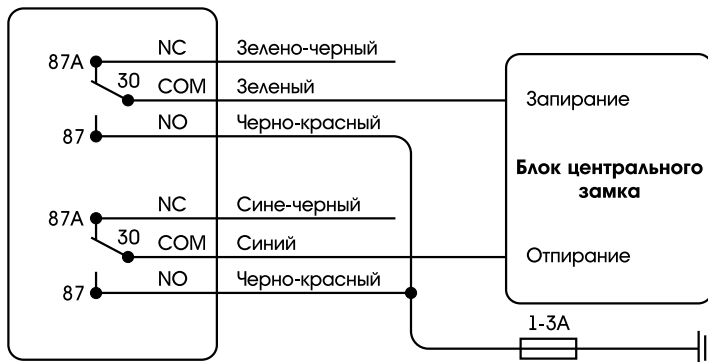 87A NC Зелено-черный
30 COM Зеленый
87 NO Черно-красный
87A NC Сине-черный
30 COM Синий
87 NO Черно-красный
Запирание
Блок центрального
замка
Отпирание
1-3А